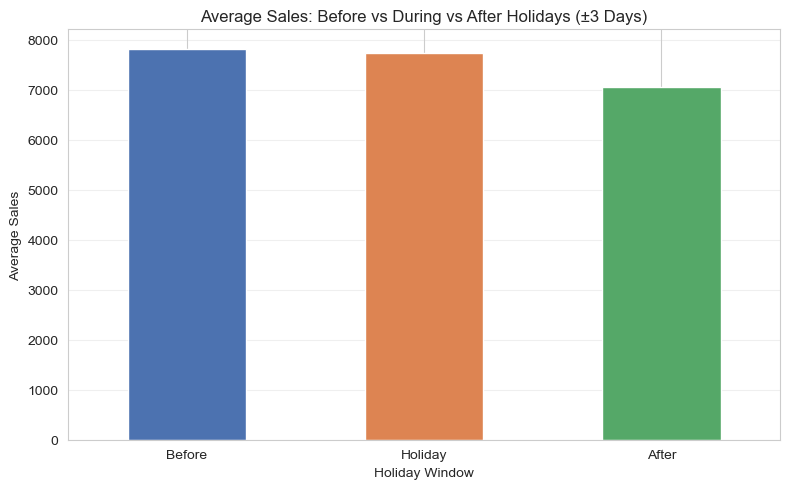 Average Sales: Before vs During vs After Holidays (±3 Days)
8000
7000
6000
5000
4000
3000
2000
1000
0
Average Sales
Before
Holiday
After
Holiday Window